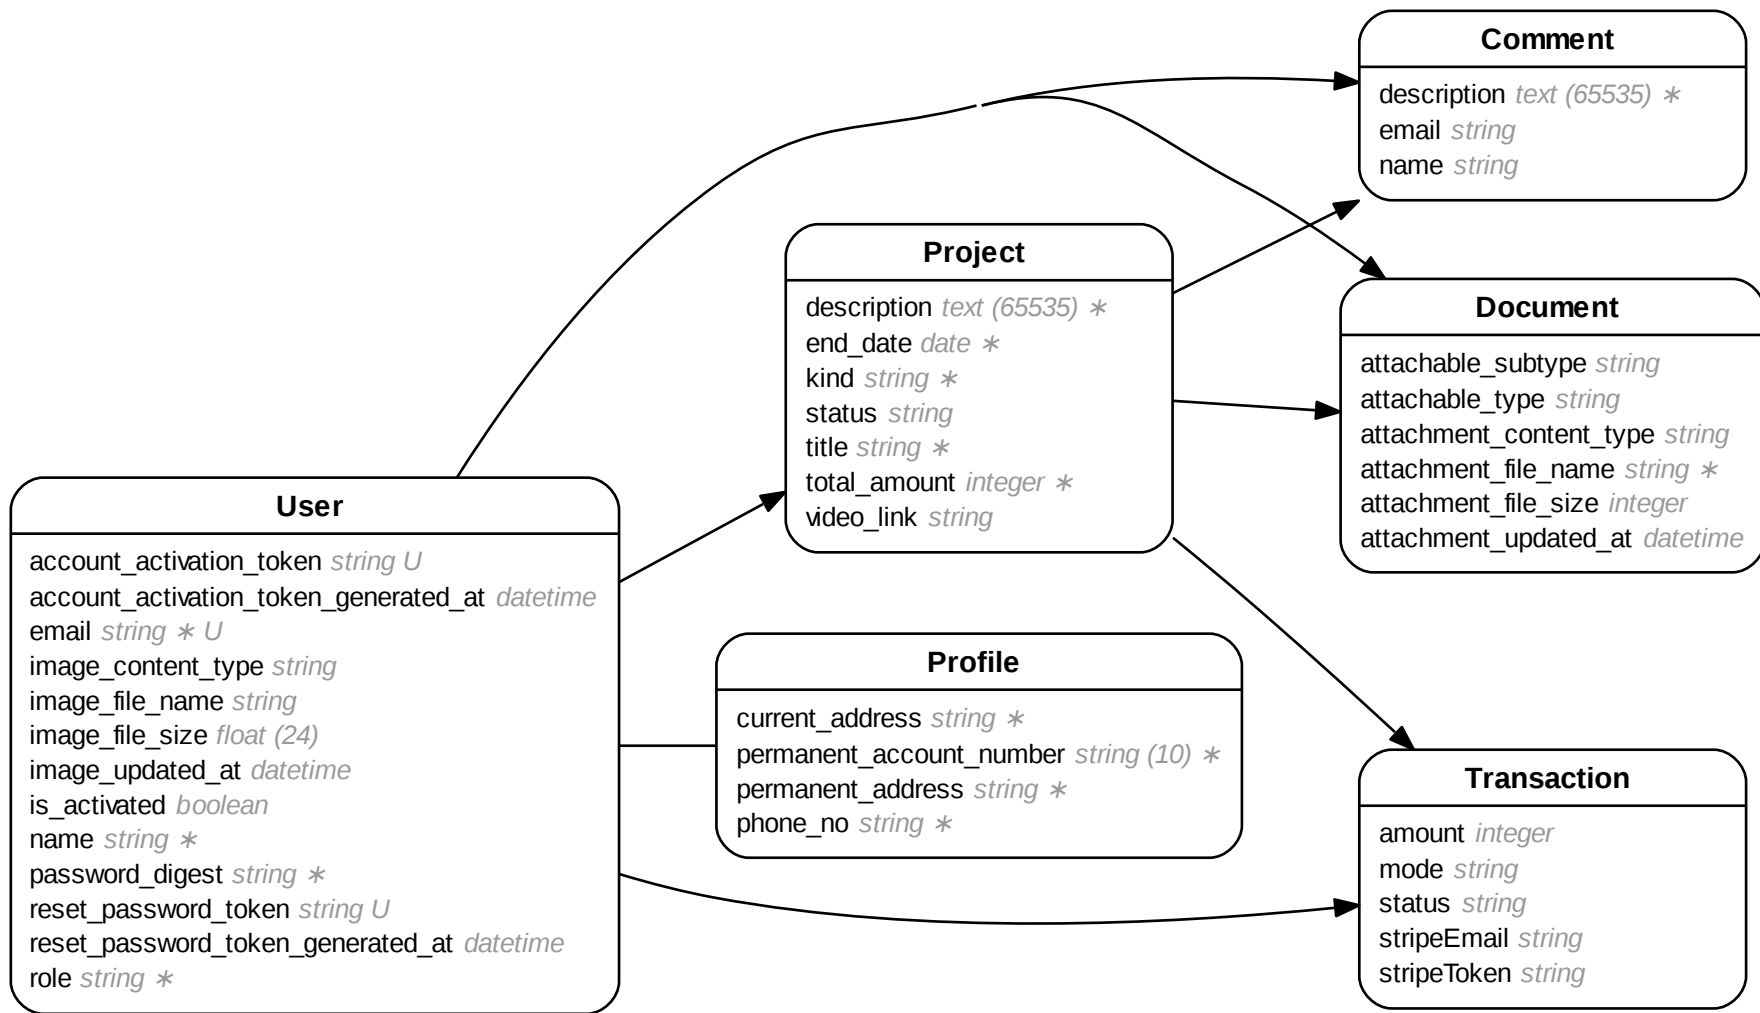 Comment
description text (65535) ∗
email string
name string
Project
description text (65535) ∗
end_date date ∗
kind string ∗
status string
title string ∗
total_amount integer ∗
video_link string
Document
attachable_subtype string
attachable_type string
attachment_content_type string
attachment_file_name string ∗
attachment_file_size integer
attachment_updated_at datetime
User
account_activation_token string U
account_activation_token_generated_at datetime
email string ∗ U
image_content_type string
image_file_name string
image_file_size float (24)
image_updated_at datetime
is_activated boolean
name string ∗
password_digest string ∗
reset_password_token string U
reset_password_token_generated_at datetime
role string ∗
Profile
current_address string ∗
permanent_account_number string (10) ∗
permanent_address string ∗
phone_no string ∗
Transaction
amount integer
mode string
status string
stripeEmail string
stripeToken string